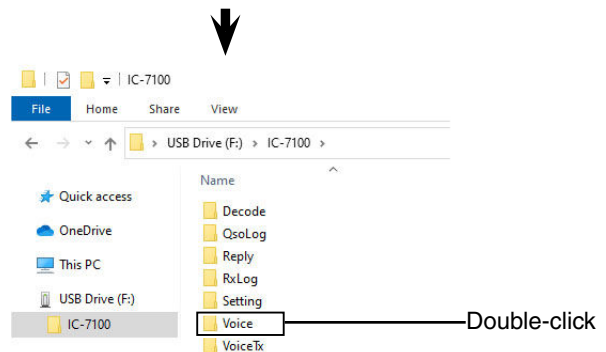 IC-7100
File Home Share View
USB Drive (F:) > IC-7100 >
Name
Quick access
OneDrive
This PC
USB Drive (F:)
IC-7100
Decode
QsoLog
Reply
RxLog
Setting
Voice
VoiceTx
Double-click